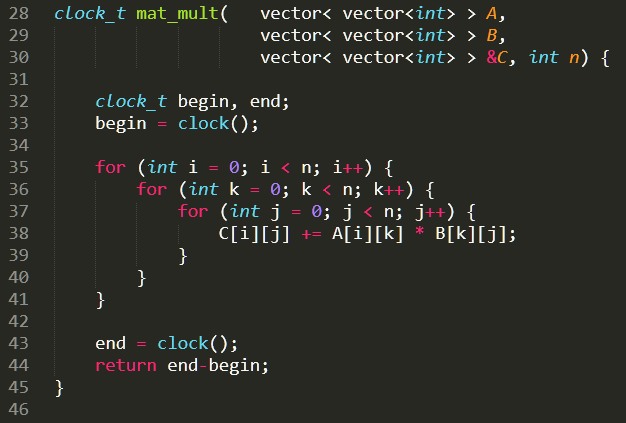 28 clock_t mat_mult(   vector< vector<int> > A,
29                     vector< vector<int> > B,
30                     vector< vector<int> > &C, int n) {
31
32     clock_t begin, end;
33     begin = clock();
34
35     for (int i = 0; i < n; i++) {
36         for (int k = 0; k < n; k++) {
37             for (int j = 0; j < n; j++) {
38                 C[i][j] += A[i][k] * B[k][j];
39             }
40         }
41     }
42
43     end = clock();
44     return end-begin;
45 }
46